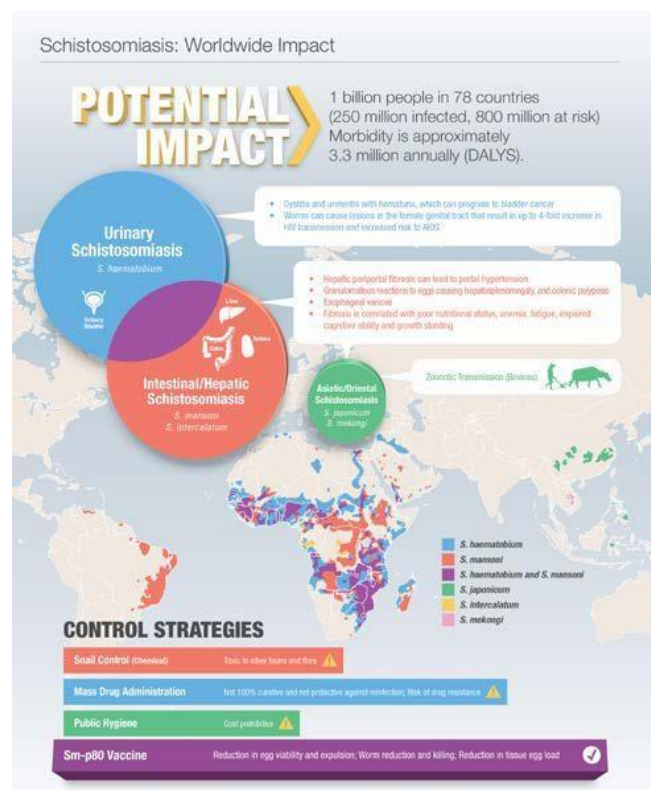 Schistosomiasis: Worldwide Impact
POTENTIAL
IMPACT
1 billion people in 78 countries
(250 million infected, 800 million at risk)
Morbidity is approximately
3.3 million annually (DALYS).
Urinary
Schistosomiasis
S. haematobium
Urinary
Bladder
• Cystitis and ureteritis with hematuria, which can progress to bladder cancer
• Worms can cause lesions in the female genital tract that result in up to 4-fold increase in
HIV transmission and increased risk to AIDS
• Hepatic periportal fibrosis can lead to portal hypertension
• Granulomatous reactions to eggs causing hepatosplenomegaly, and colonic polyposis
• Esophageal varices
• Fibrosis is correlated with poor nutritional status, anemia, fatigue, impaired
cognitive ability and growth stunting
Liver
Colon
Spleen
Intestinal/Hepatic
Schistosomiasis
S. mansoni
S. intercalatum
Asiatic/Oriental
Schistosomiasis
S. japonicum
S. mekongi
Zoonotic Transmission (Bovines)
S. haematobium
S. mansoni
S. haematobium and S. mansoni
S. japonicum
S. intercalatum
S. mekongi
CONTROL STRATEGIES
Snail Control (Chemical) Toxic to other fauna and flora
Mass Drug Administration Not 100% curative and not protective against reinfection; Risk of drug resistance
Public Hygiene Cost prohibitive
Sm-p80 Vaccine Reduction in egg viability and expulsion; Worm reduction and killing; Reduction in tissue egg load